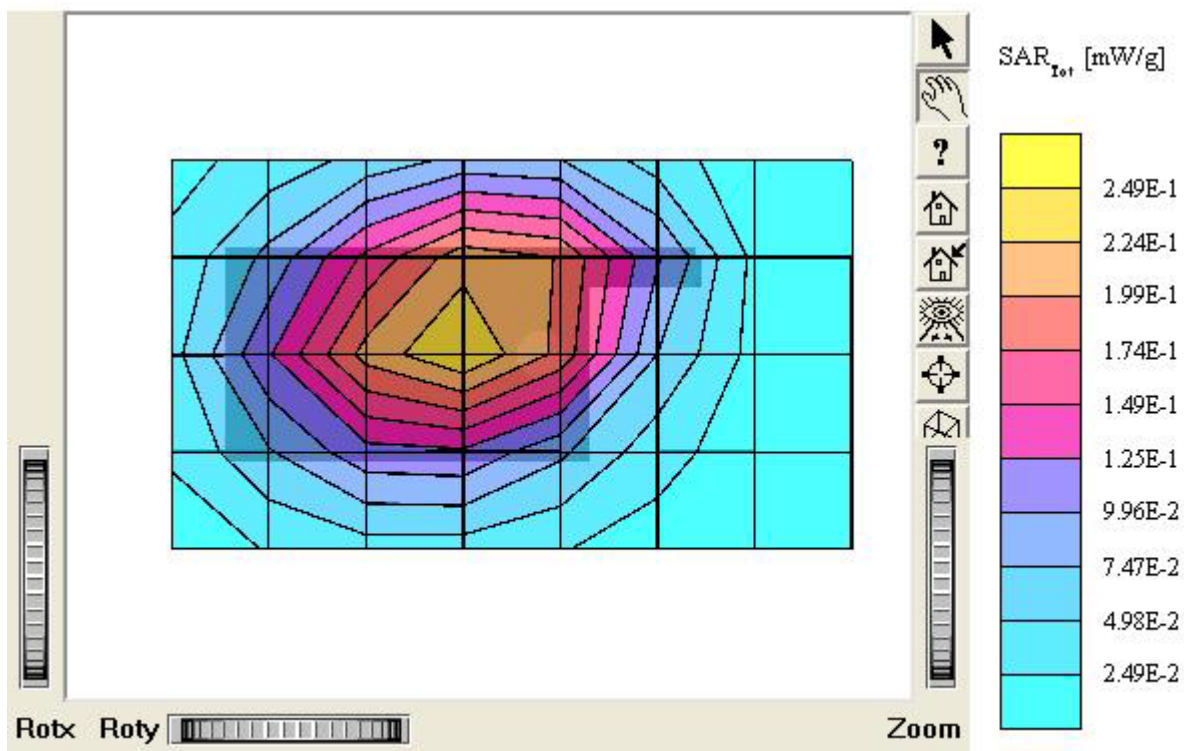 SAR_Tot [mW/g]
?
2.49E-1
2.24E-1
1.99E-1
1.74E-1
1.49E-1
1.25E-1
9.96E-2
7.47E-2
4.98E-2
2.49E-2
Rotx Roty Zoom